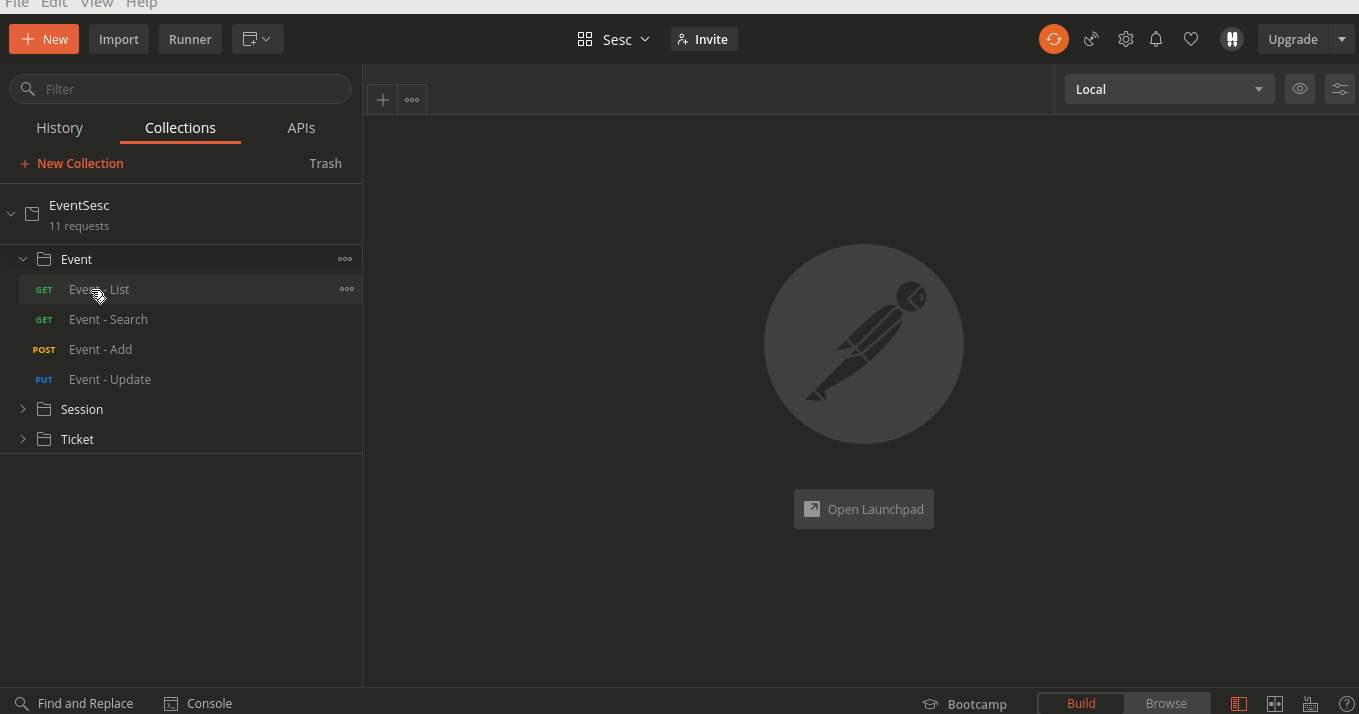 File Edit View Help
New Import Runner Sesc Invite Upgrade
Filter
Local
History Collections APIs
New Collection Trash
EventSesc
11 requests
Event
GET Event - List
GET Event - Search
POST Event - Add
PUT Event - Update
Session
Ticket
Open Launchpad
Find and Replace Console Bootcamp Build Browse